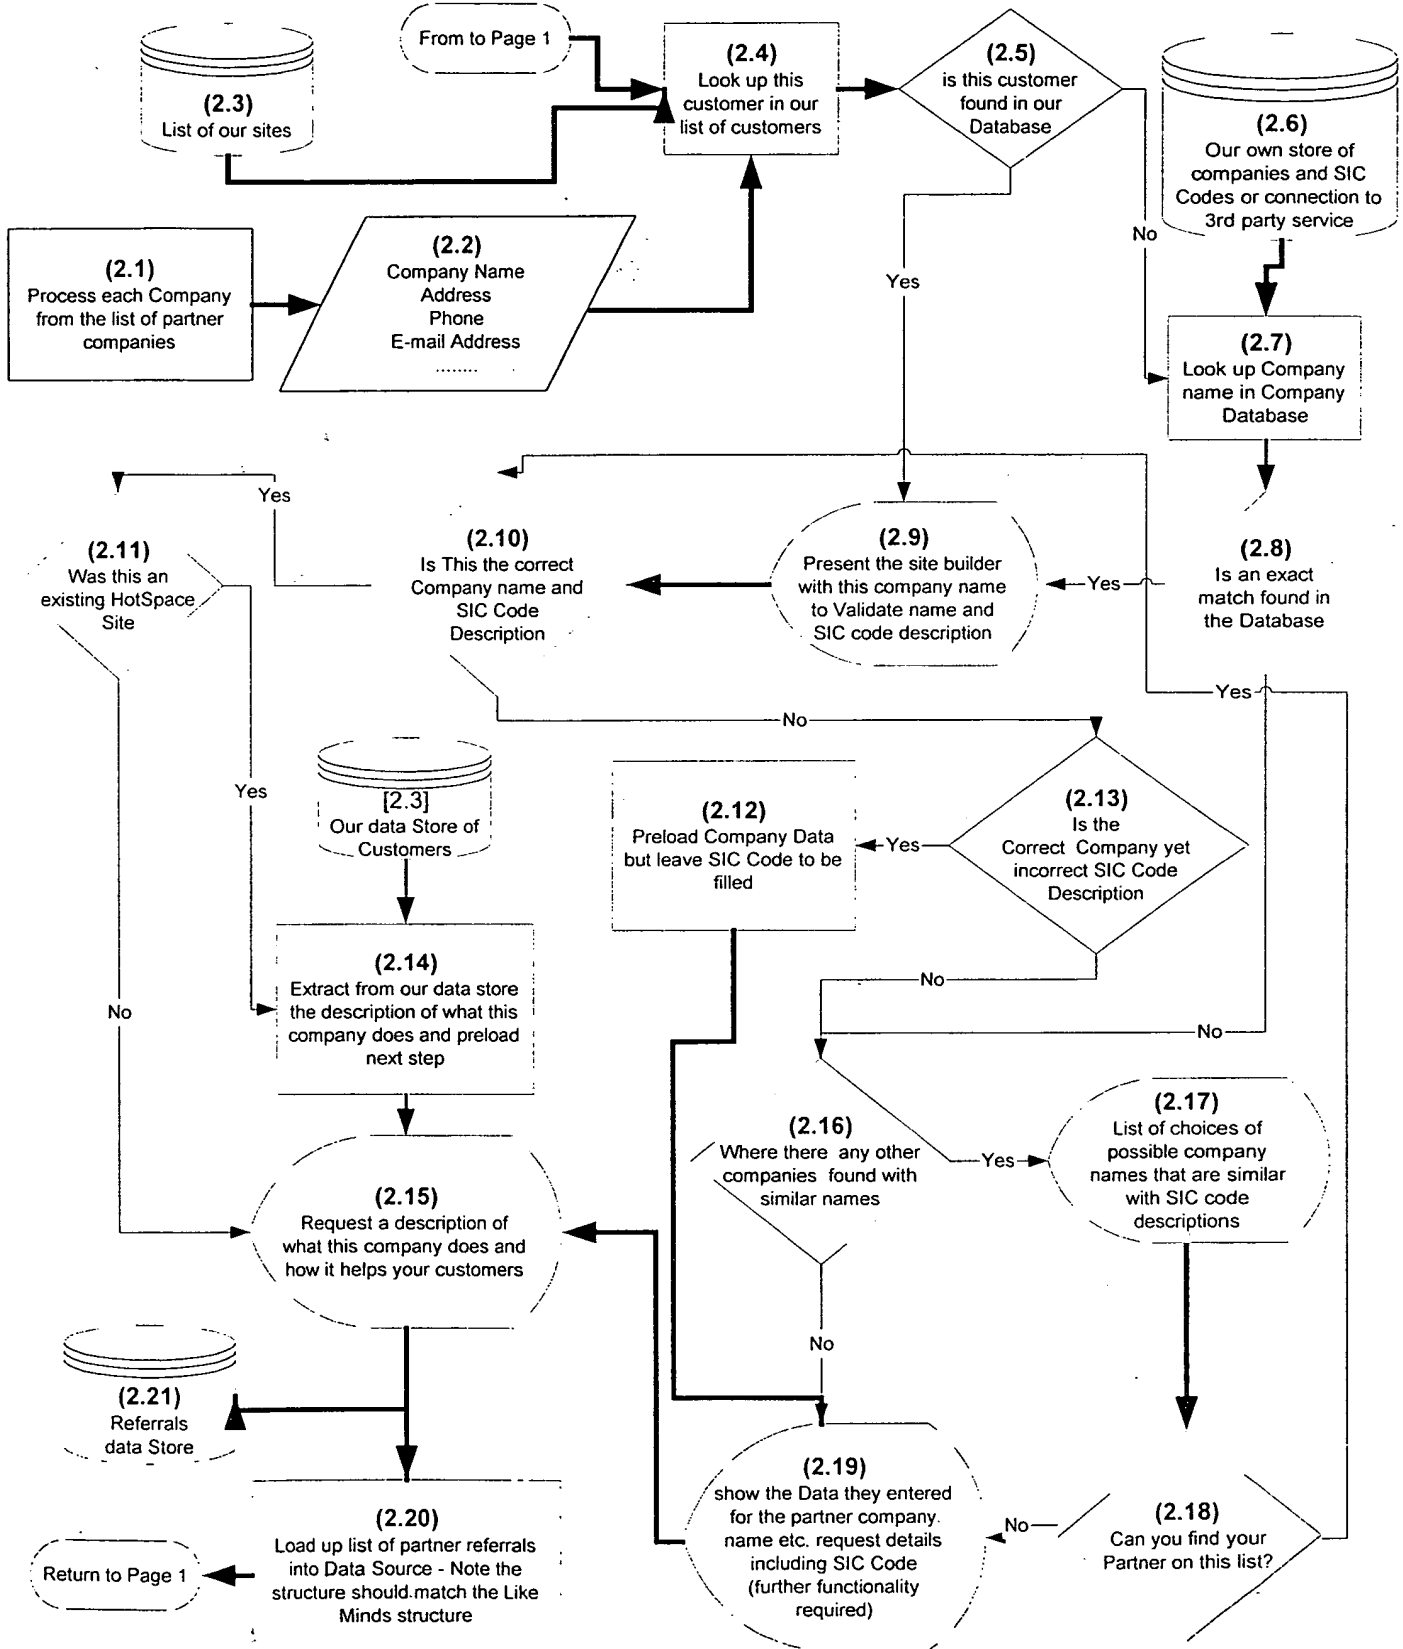 From to Page 1
(2.3)
List of our sites
(2.4)
Look up this
customer in our
list of customers
(2.5)
is this customer
found in our
Database
(2.6)
Our own store of
companies and SIC
Codes or connection to
3rd party service
No
Yes
(2.1)
Process each Company
from the list of partner
companies
(2.2)
Company Name
Address
Phone
E-mail Address
........
(2.7)
Look up Company
name in Company
Database
Yes
(2.11)
Was this an
existing HotSpace
Site
(2.10)
Is This the correct
Company name and
SIC Code
Description
(2.9)
Present the site builder
with this company name
to Validate name and
SIC code description
Yes
(2.8)
Is an exact
match found in
the Database
Yes
No
Yes
[2.3]
Our data Store of
Customers
(2.12)
Preload Company Data
but leave SIC Code to be
filled
Yes
(2.13)
Is the
Correct Company yet
incorrect SIC Code
Description
No
No
No
(2.14)
Extract from our data store
the description of what this
company does and preload
next step
(2.16)
Where there any other
companies found with
similar names
Yes
(2.17)
List of choices of
possible company
names that are similar
with SIC code
descriptions
(2.15)
Request a description of
what this company does and
how it helps your customers
No
(2.21)
Referrals
data Store
(2.19)
show the Data they entered
for the partner company.
name etc. request details
including SIC Code
(further functionality
required)
No
(2.18)
Can you find your
Partner on this list?
(2.20)
Load up list of partner referrals
into Data Source - Note the
structure should match the Like
Minds structure
Return to Page 1